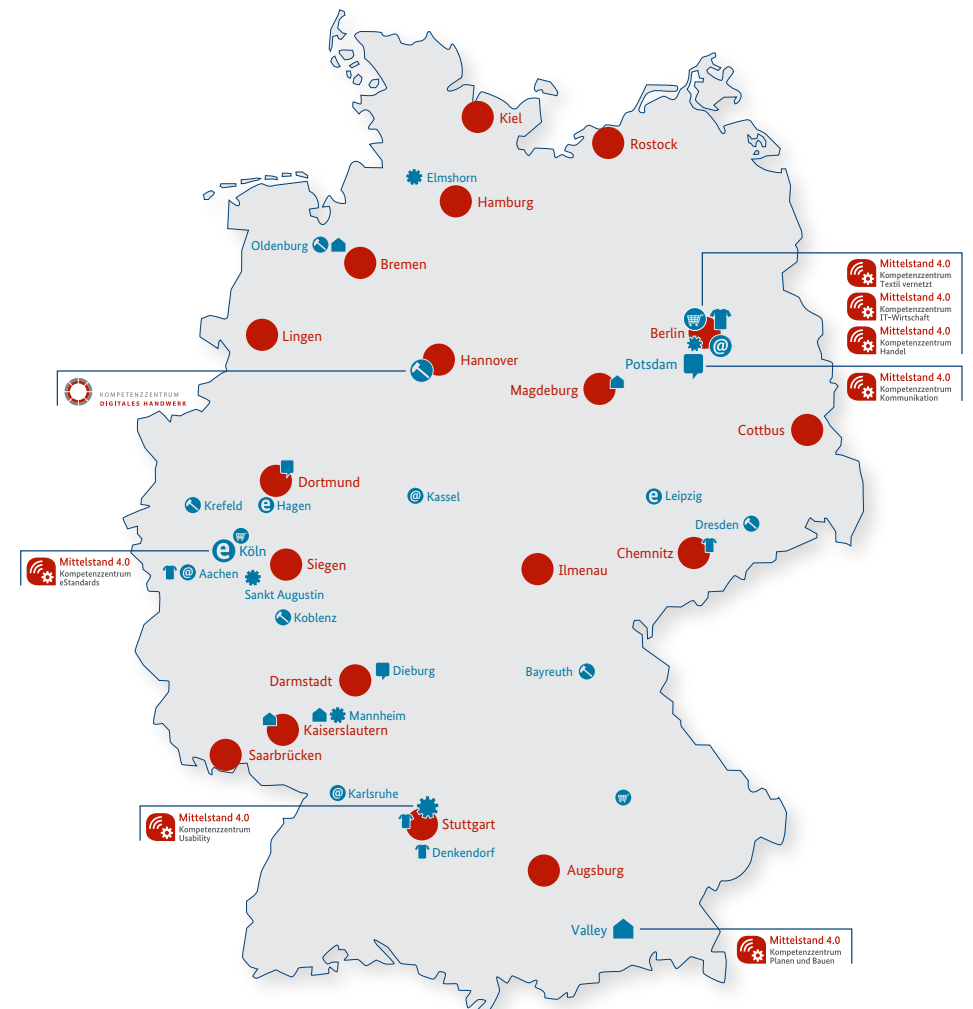 Kiel
Rostock
Elmshorn
Hamburg
Oldenburg
Bremen
Mittelstand 4.0
Kompetenzzentrum
Textil vernetzt
Mittelstand 4.0
Kompetenzzentrum
IT-Wirtschaft
Mittelstand 4.0
Kompetenzzentrum
Handel
Lingen
Berlin
@
Hannover
Potsdam
Magdeburg
KOMPETENZZENTRUM
DIGITALES HANDWERK
Mittelstand 4.0
Kompetenzzentrum
Kommunikation
Cottbus
Dortmund
@ Kassel
e Leipzig
Krefeld
e Hagen
Dresden
e Köln
Chemnitz
Mittelstand 4.0
Kompetenzzentrum
eStandards
Siegen
Ilmenau
@ Aachen
Sankt Augustin
Koblenz
Dieburg
Bayreuth
Darmstadt
Mannheim
Kaiserslautern
Saarbrücken
@ Karlsruhe
Mittelstand 4.0
Kompetenzzentrum
Usability
Stuttgart
Denkendorf
Augsburg
Valley
Mittelstand 4.0
Kompetenzzentrum
Planen und Bauen